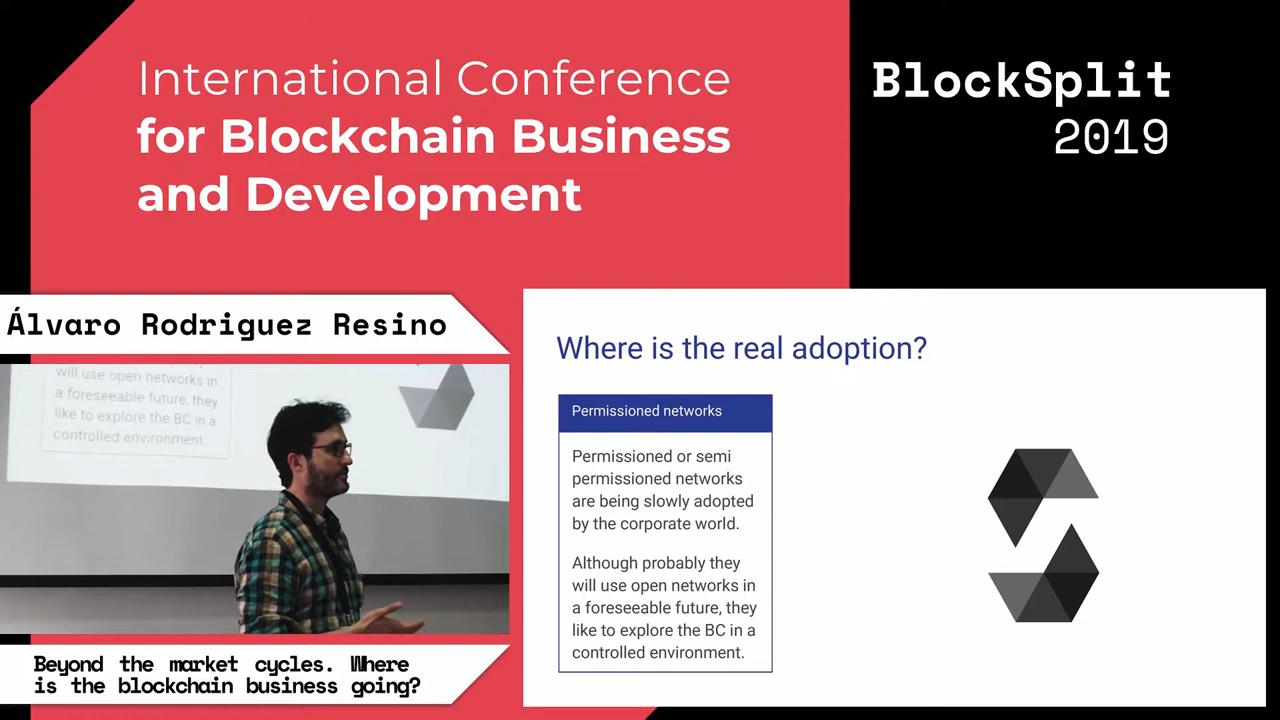 International Conference
for Blockchain Business
and Development
BlockSplit
2019
Álvaro Rodriguez Resino
will use open networks in
a foreseeable future, they
like to explore the BC in a
controlled environment.
Beyond the market cycles. Where
is the blockchain business going?
Where is the real adoption?
Permissioned networks
Permissioned or semi
permissioned networks
are being slowly adopted
by the corporate world.
Although probably they
will use open networks in
a foreseeable future, they
like to explore the BC in a
controlled environment.